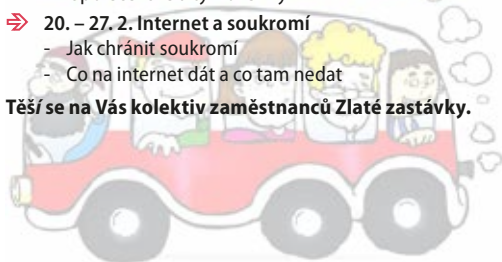 20. – 27. 2. Internet a soukromí
- Jak chránit soukromí
- Co na internet dát a co tam nedat
Těší se na Vás kolektiv zaměstnanců Zlaté zastávky.